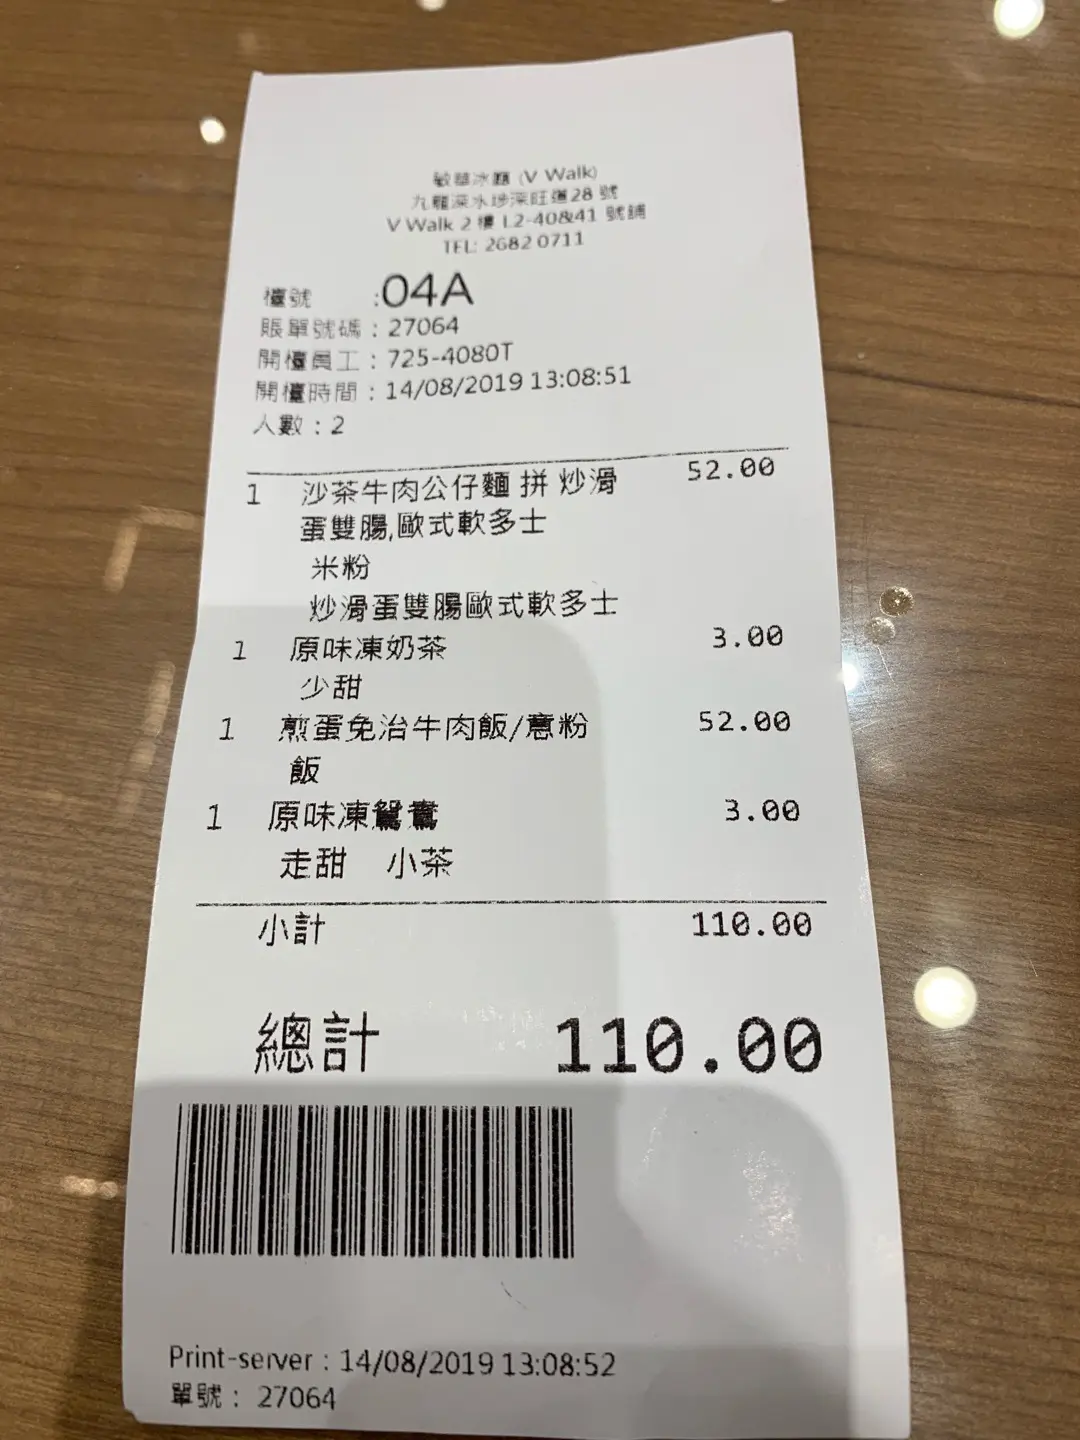 敏華冰廳 (V Walk)
九龍深水埗深旺道28 號
V Walk 2 樓 L2-40&41 號舖
TEL: 2682 0711
檯號 :04A
賬單號碼 : 27064
開檯員工 : 725-4080T
開檯時間 : 14/08/2019 13:08:51
人數 : 2
1 沙茶牛肉公仔麵 拼 炒滑 52.00
蛋雙腸,歐式軟多士
米粉
炒滑蛋雙腸歐式軟多士
1 原味凍奶茶 3.00
少甜
1 煎蛋免治牛肉飯/意粉 52.00
飯
1 原味凍鴛鴦 3.00
走甜 小茶
小計 110.00
總計 110.00
Print-server : 14/08/2019 13:08:52
單號 : 27064